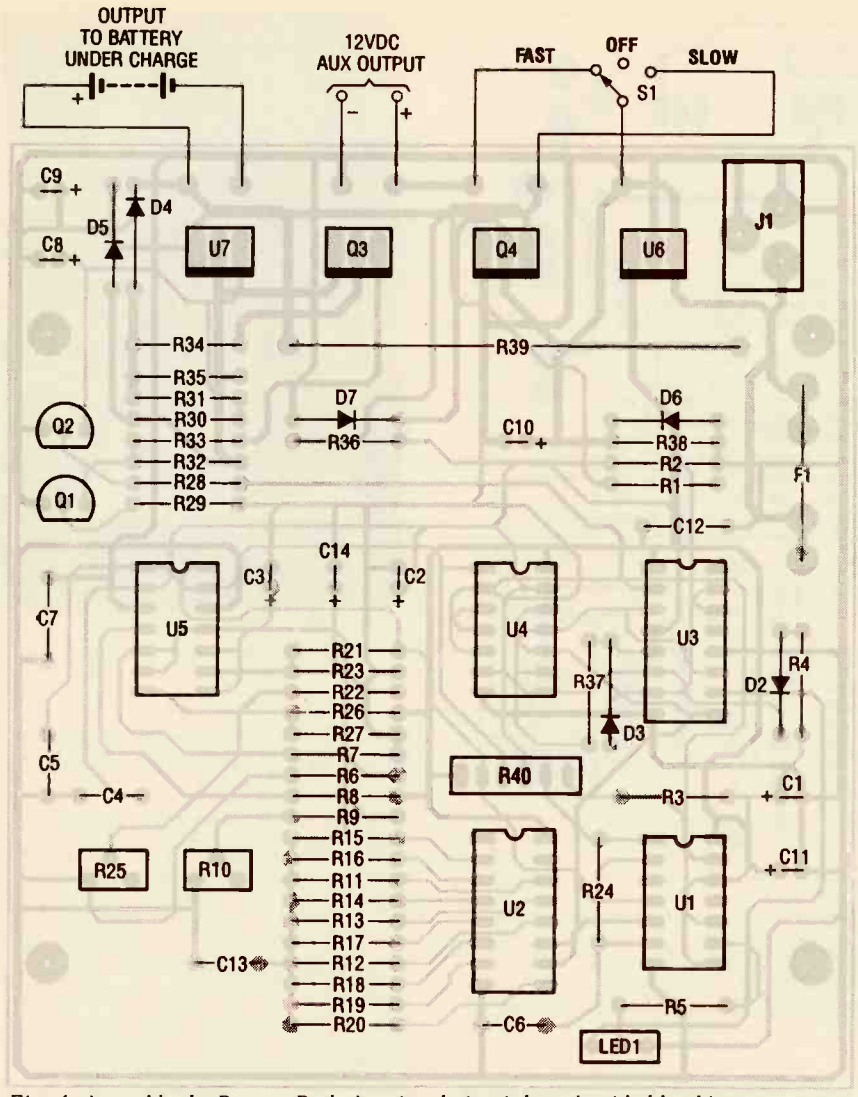 OUTPUT
TO BATTERY
UNDER CHARGE
+
12VDC
AUX OUTPUT
- +
FAST
OFF
SLOW
S1
C9 +
D5
D4
C8 +
U7
Q3
Q4
U6
J1
R34
R39
R35
R31
R30
R33
R32
R28
R29
Q2
Q1
D7
R36
C10 +
D6
R38
R2
R1
F1
C12
C7
U5
C3
+
C14
+
C2
+
U4
U3
R21
R23
R22
R26
R27
R7
R6
R8
R9
R15
R16
R11
R14
R13
R17
R12
R18
R19
R20
R37
D3
D2
R4
C5
C4
R40
R3
+ C1
R25
R10
U2
R24
U1
+ C11
C13
C6
R5
LED1